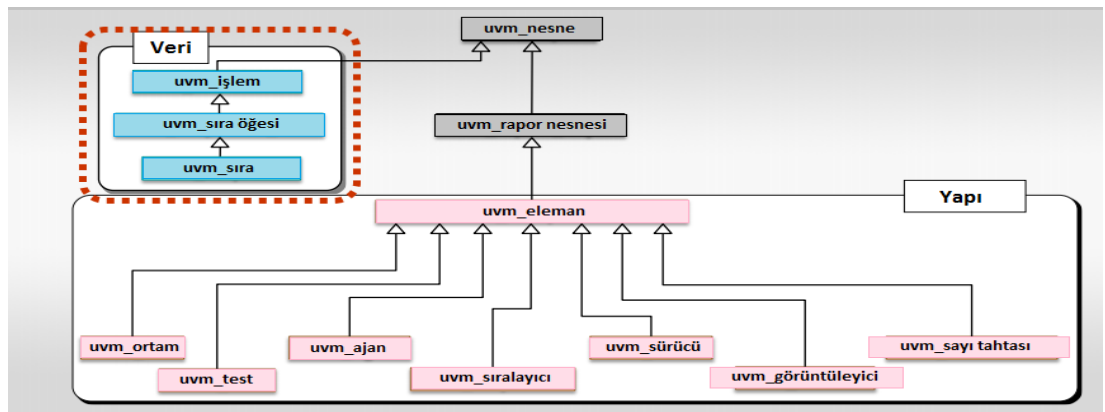 uvm_nesne
Veri
uvm_işlem
uvm_sıra öğesi
uvm_rapor nesnesi
uvm_sıra
Yapı
uvm_eleman
uvm_ortam
uvm_ajan
uvm_sürücü
uvm_sayı tahtası
uvm_test
uvm_sıralayıcı
uvm_görüntüleyici